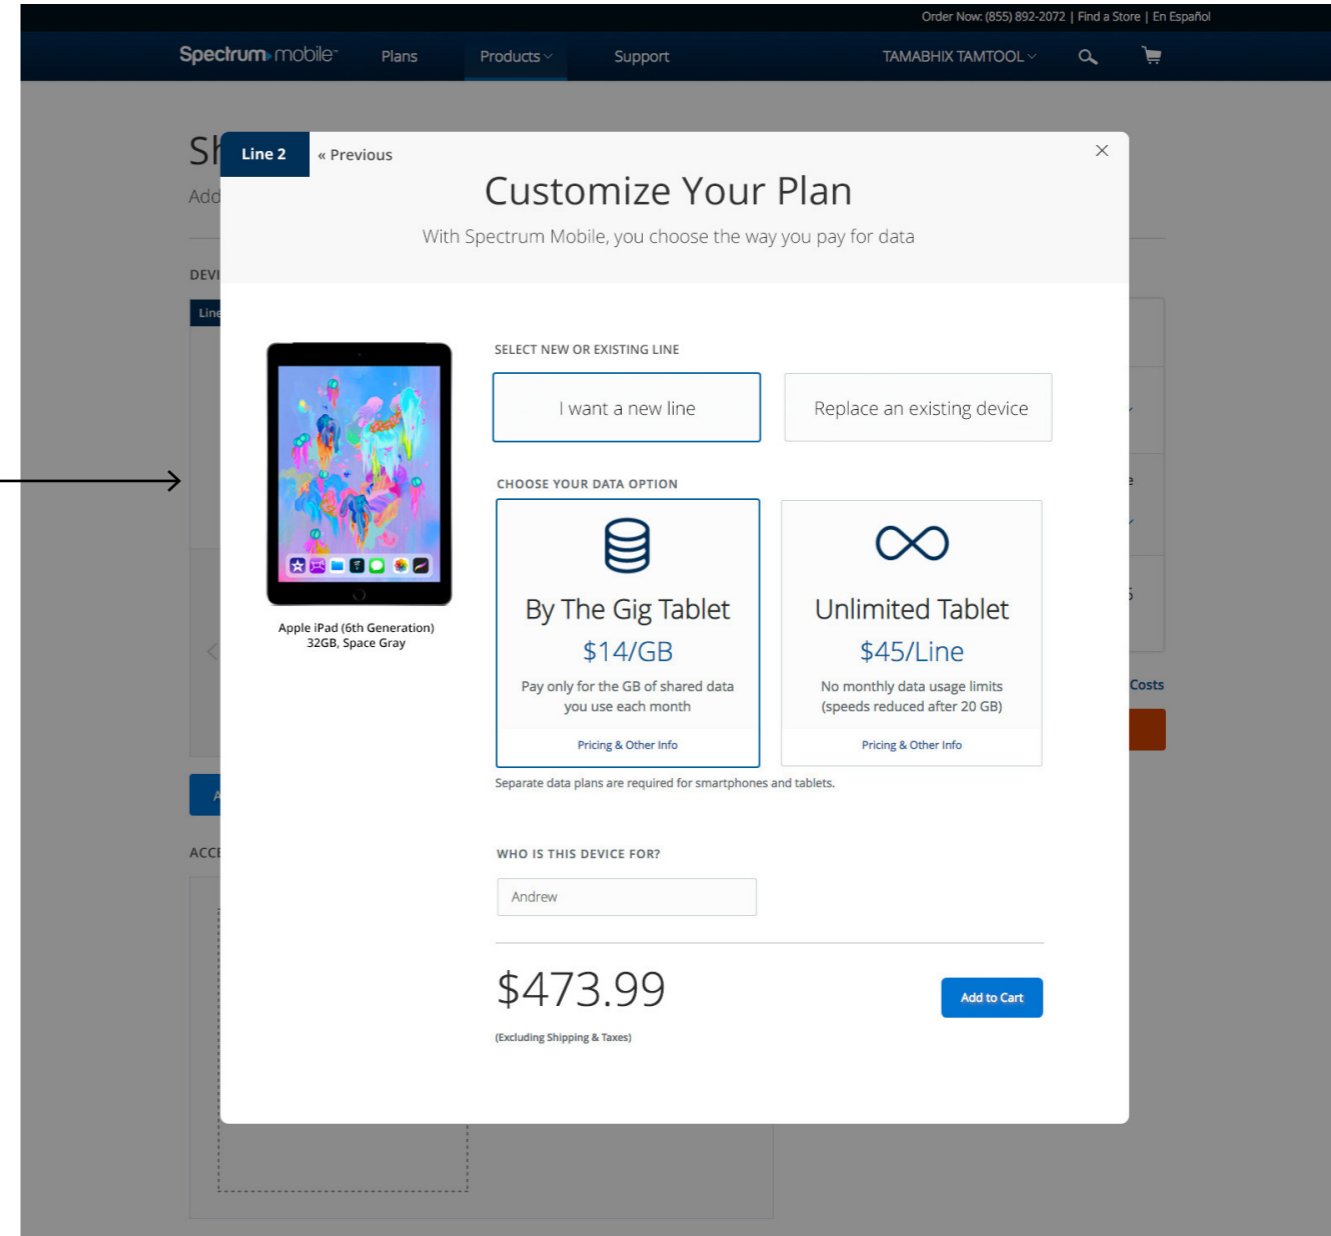 Order Now: (855) 892-2072 | Find a Store | En Español
Spectrum mobile Plans Products Support TAMABHIX TAMTOOL
Line 2 « Previous
Customize Your Plan
With Spectrum Mobile, you choose the way you pay for data
SELECT NEW OR EXISTING LINE
I want a new line Replace an existing device
CHOOSE YOUR DATA OPTION
By The Gig Tablet
$14/GB
Pay only for the GB of shared data
you use each month
Pricing & Other Info
Unlimited Tablet
$45/Line
No monthly data usage limits
(speeds reduced after 20 GB)
Pricing & Other Info
Separate data plans are required for smartphones and tablets.
Apple iPad (6th Generation)
32GB, Space Gray
WHO IS THIS DEVICE FOR?
Andrew
$473.99
(Excluding Shipping & Taxes)
Add to Cart
Add
Line
Costs